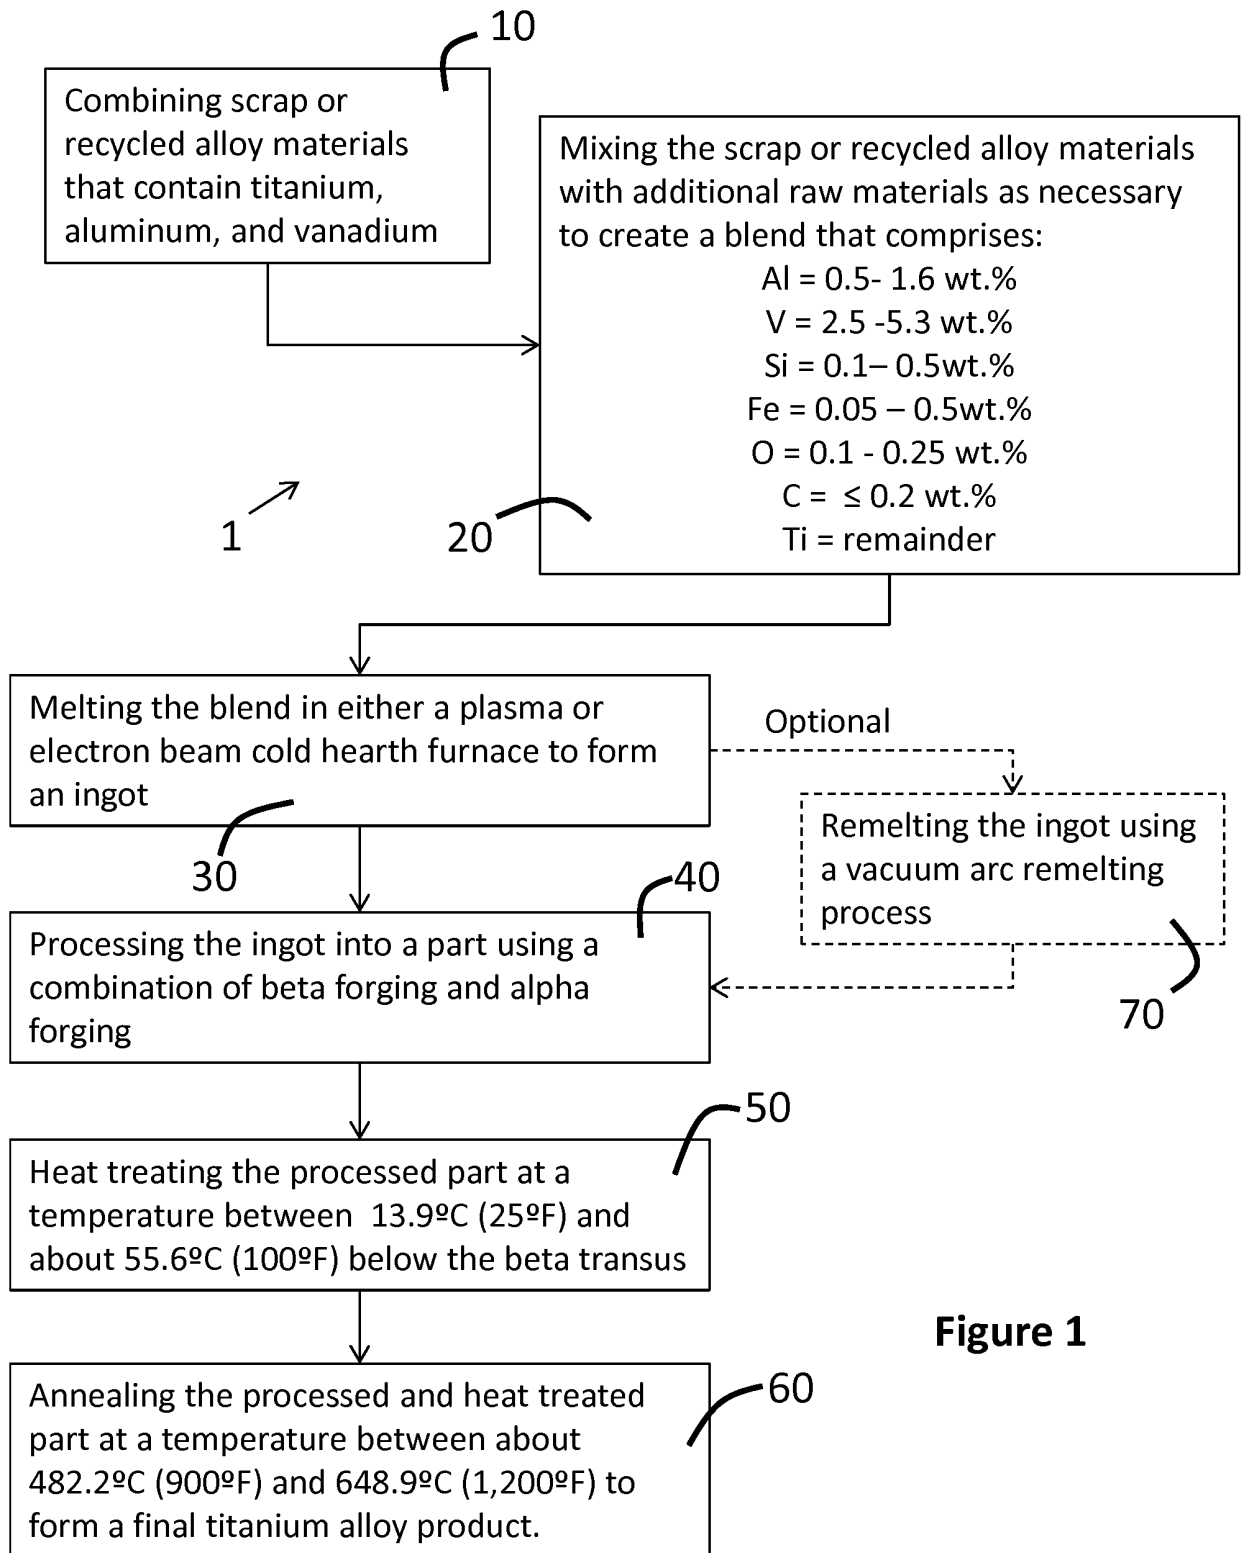 10
Combining scrap or
recycled alloy materials
that contain titanium,
aluminum, and vanadium
Mixing the scrap or recycled alloy materials
with additional raw materials as necessary
to create a blend that comprises:
Al = 0.5- 1.6 wt.%
V = 2.5 -5.3 wt.%
Si = 0.1– 0.5wt.%
Fe = 0.05 – 0.5wt.%
O = 0.1 - 0.25 wt.%
C =  ≤ 0.2 wt.%
Ti = remainder
1
20
Melting the blend in either a plasma or
electron beam cold hearth furnace to form
an ingot
30
Optional
Remelting the ingot using
a vacuum arc remelting
process
70
40
Processing the ingot into a part using a
combination of beta forging and alpha
forging
50
Heat treating the processed part at a
temperature between  13.9ºC (25ºF) and
about 55.6ºC (100ºF) below the beta transus
Figure 1
60
Annealing the processed and heat treated
part at a temperature between about
482.2ºC (900ºF) and 648.9ºC (1,200ºF) to
form a final titanium alloy product.